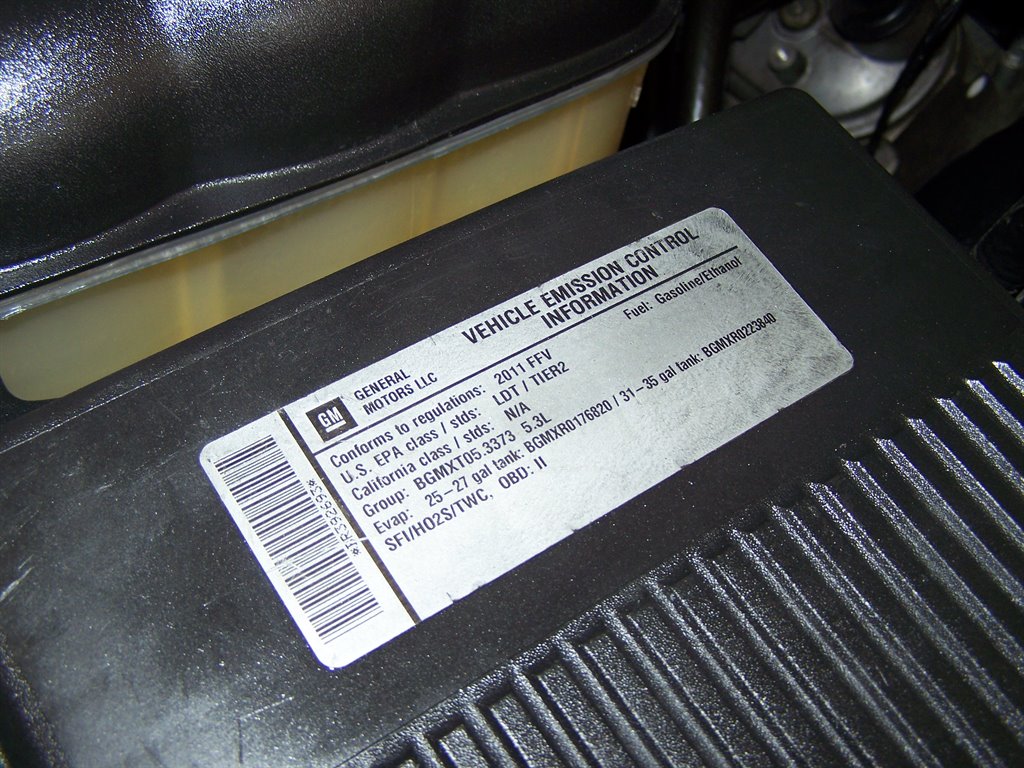 VEHICLE EMISSION CONTROL
INFORMATION
GM
GENERAL
MOTORS LLC
Fuel: Gasoline/Ethanol
Conforms to regulations: 2011 FFV
U.S. EPA class / stds: LDT / TIER2
California class / stds: N/A
Group: BGMXT05.3373 5.3L
Evap: 25-27 gal tank: BGMXR0176820 / 31-35 gal tank: BGMXR0223840
SFI/HO2S/TWC, OBD: II